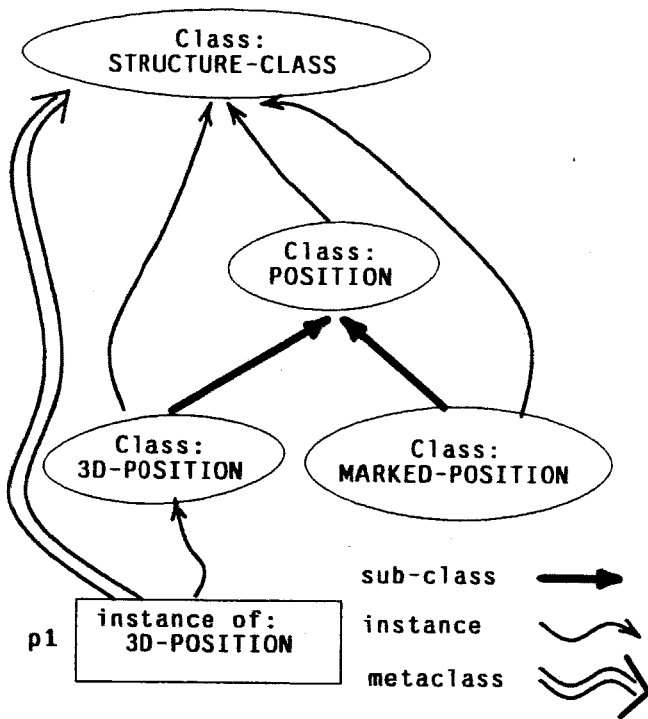 Class:
STRUCTURE-CLASS
Class:
POSITION
Class:
3D-POSITION
Class:
MARKED-POSITION
p1
instance of:
3D-POSITION
sub-class
instance
metaclass